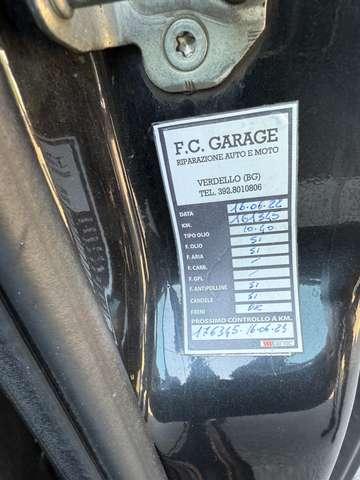 F.C. GARAGE
RIPARAZIONE AUTO E MOTO
VERDELLO (BG)
TEL. 392.8010806
DATA 16.06.22
KM. 161345
TIPO OLIO 10.40
F. OLIO SI
F. ARIA SI
F. CARB. /
F. GPL /
F. ANTIPOLLINE SI
CANDELE SI
FRENI OK
PROSSIMO CONTROLLO A KM.
176345-16-06-23